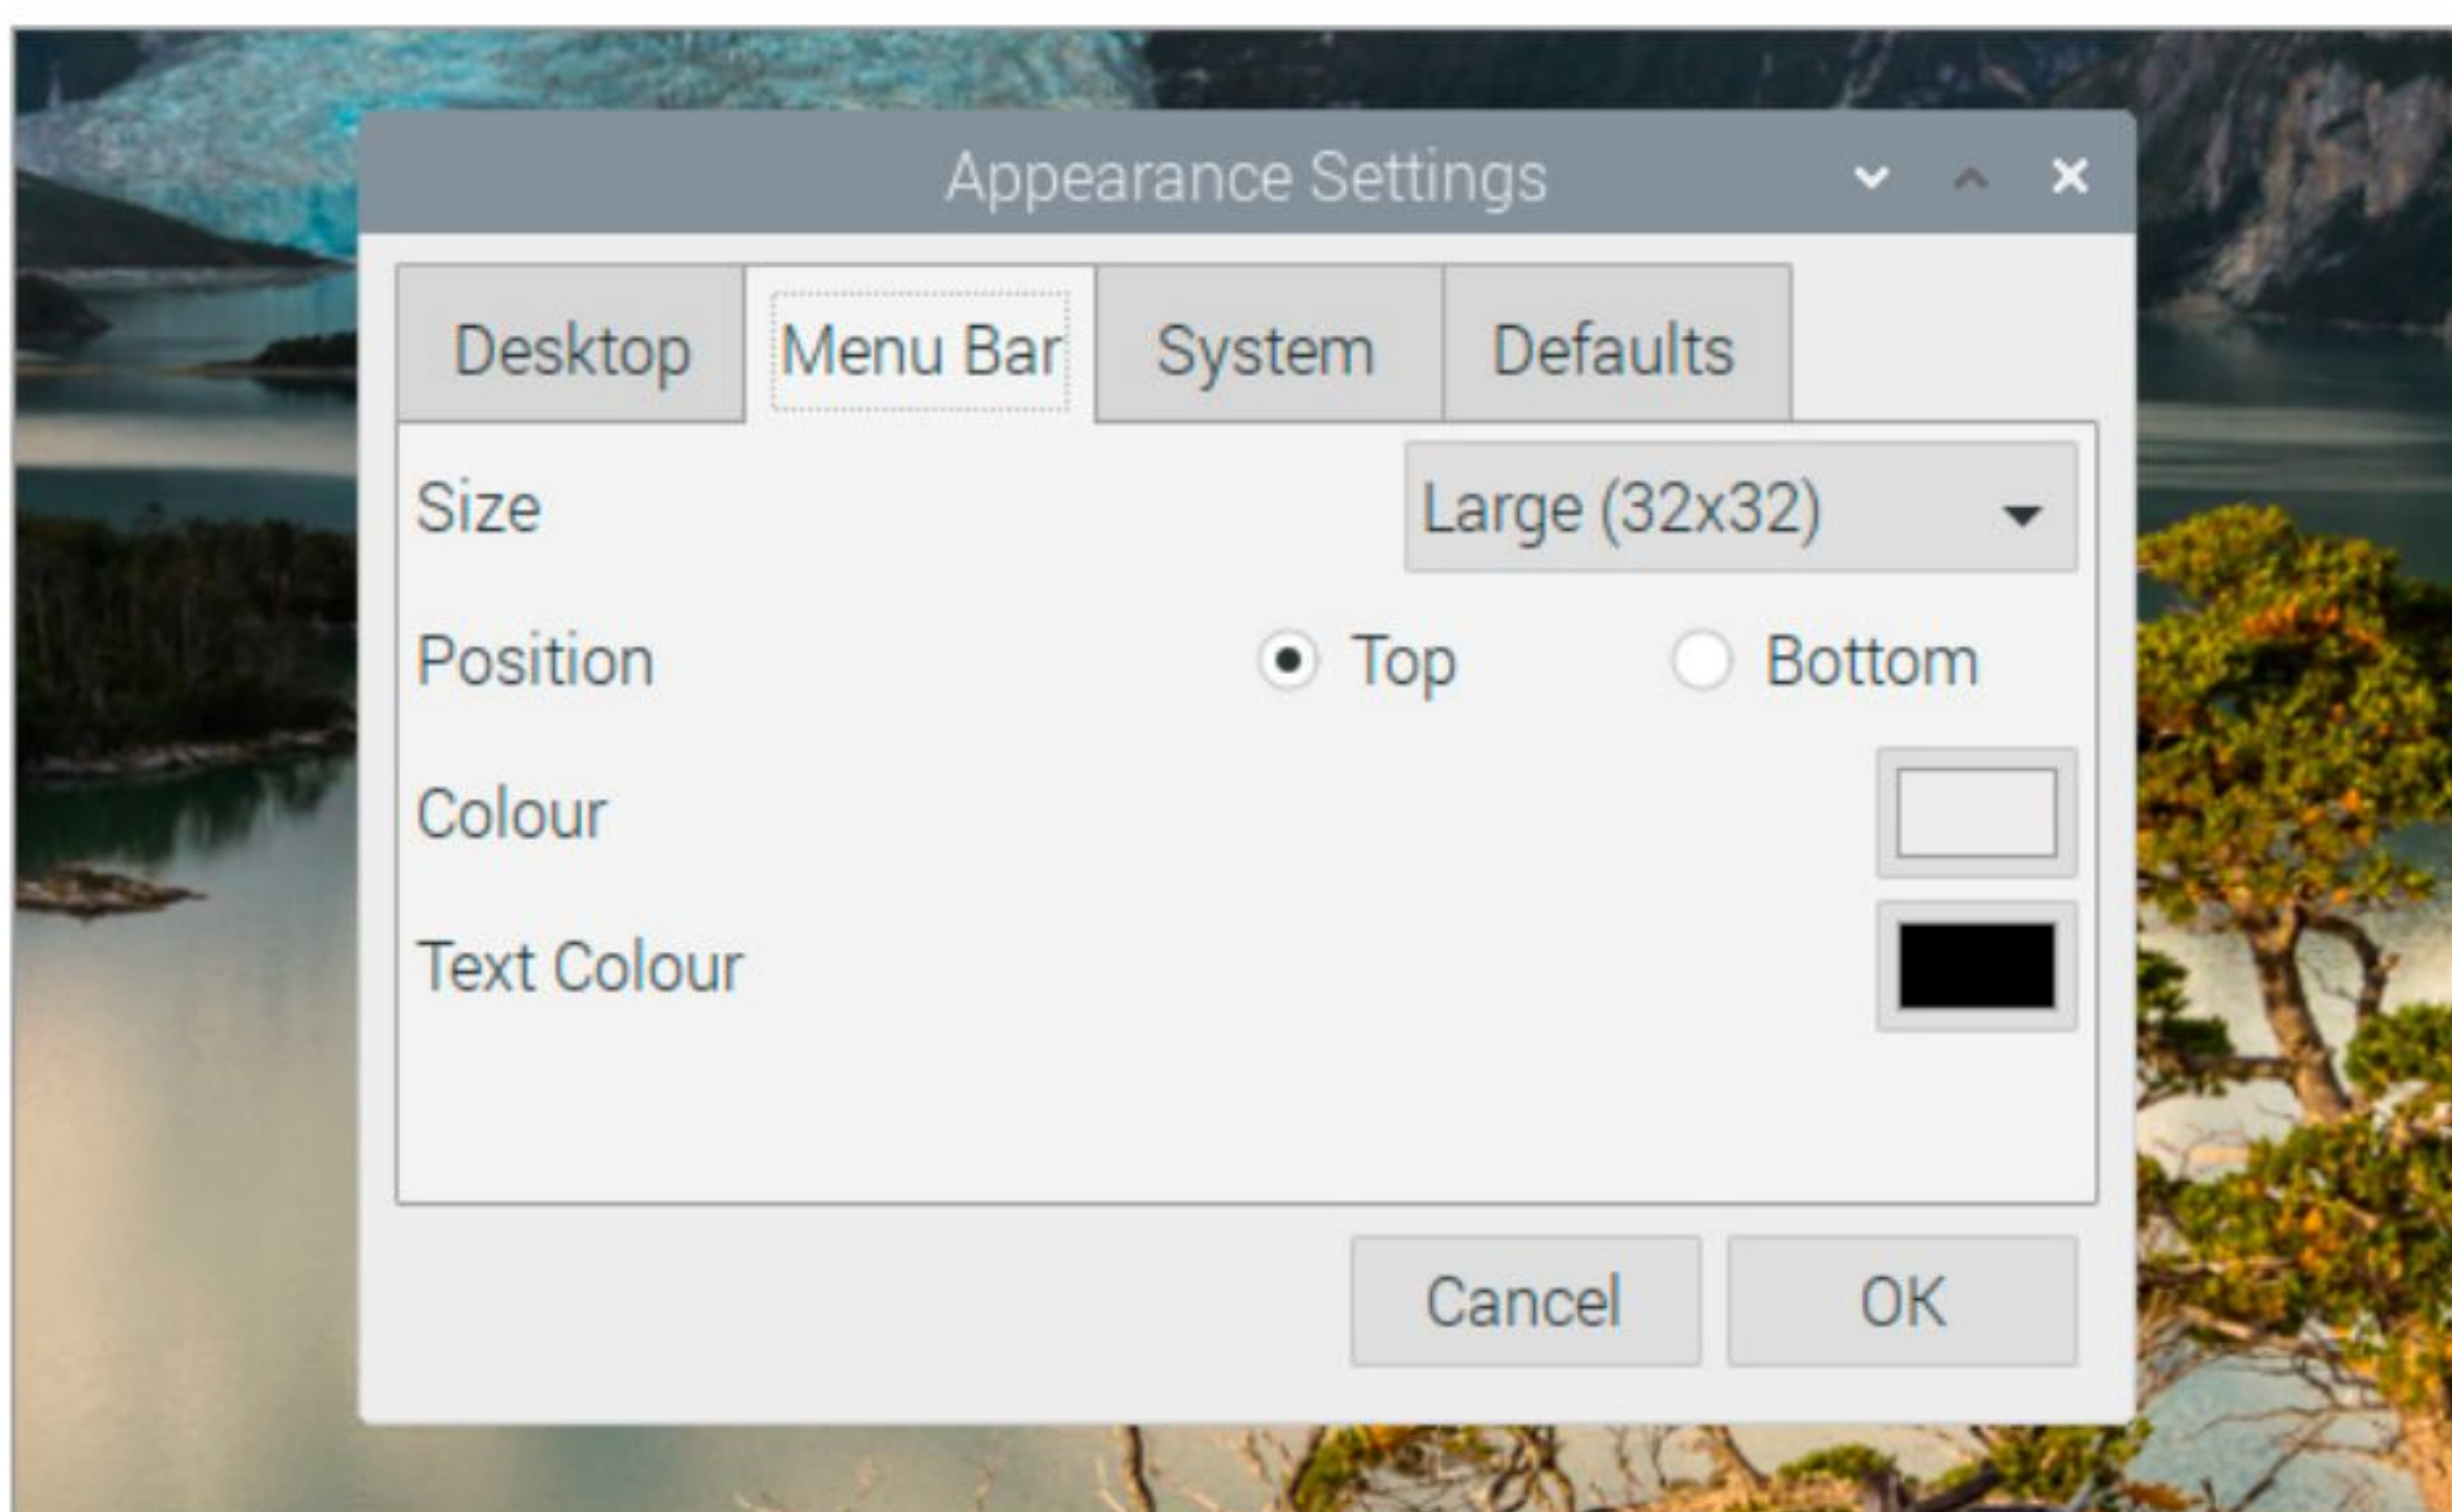 Appearance Settings
Desktop Menu Bar System Defaults
Size Large (32x32)
Position Top Bottom
Colour
Text Colour
Cancel OK